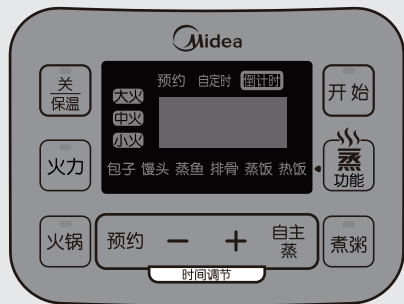 Midea
关
保温
预约 自定时 倒计时
大火
中火
小火
开始
火力
包子 馒头 蒸鱼 排骨 蒸饭 热饭
蒸
功能
火锅
预约 － ＋ 自主
蒸
煮粥
时间调节